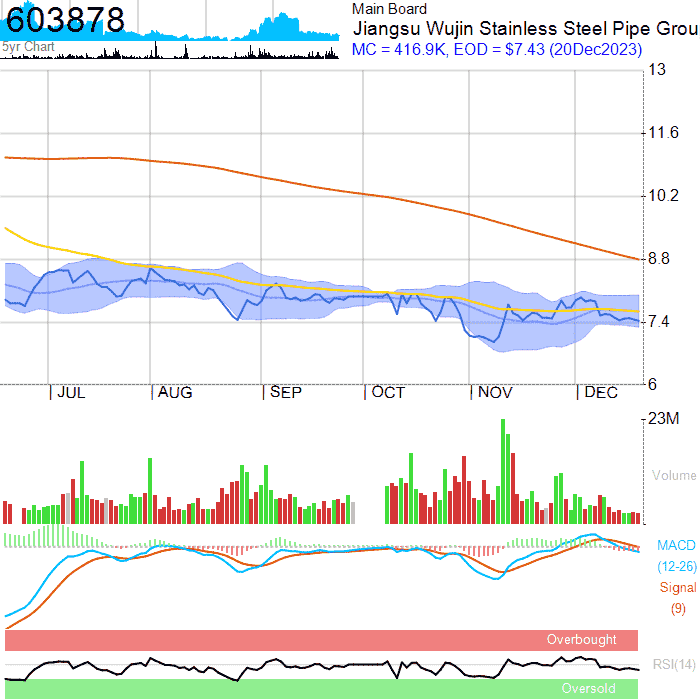 603878
5yr Chart
Main Board
Jiangsu Wujin Stainless Steel Pipe Grou
MC = 416.9K, EOD = $7.43 (20Dec2023)
13
11.6
10.2
8.8
7.4
6
JUL AUG SEP OCT NOV DEC
23M
Volume
MACD
(12-26)
Signal
(9)
Overbought
RSI(14)
Oversold